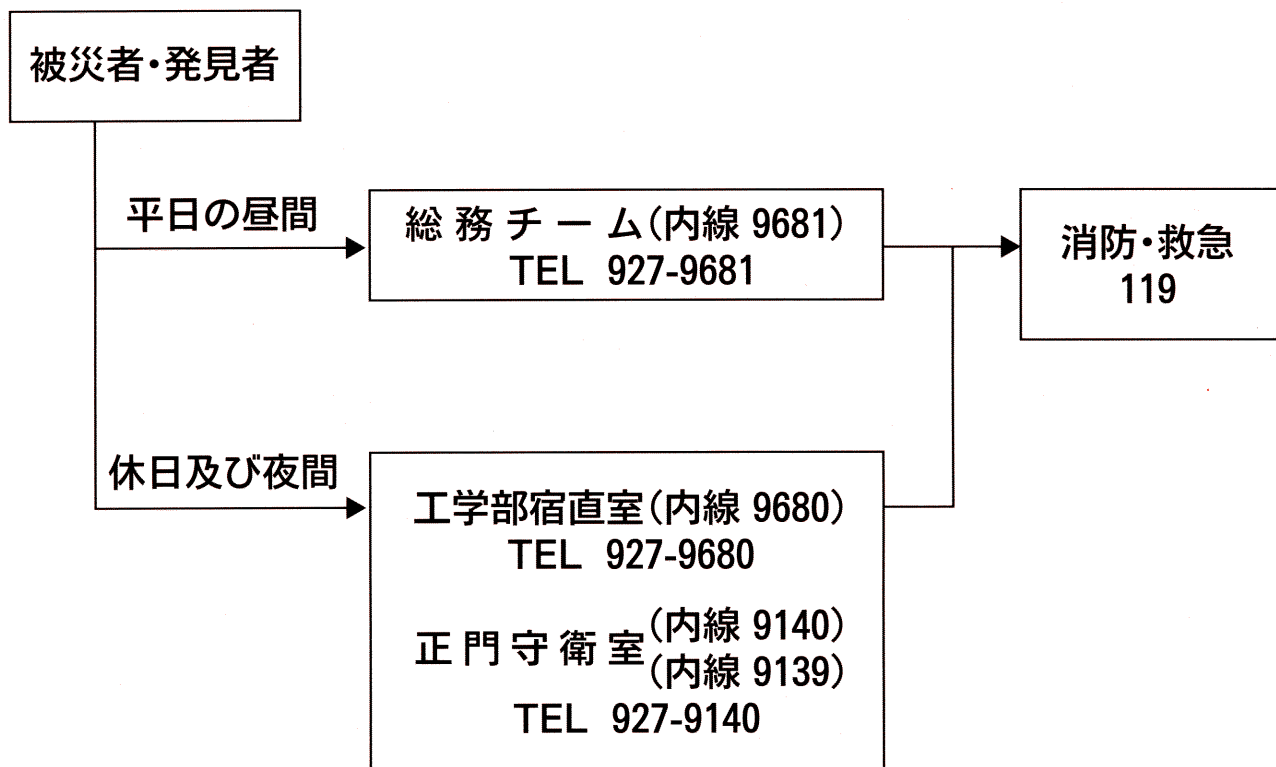 被災者・発見者
平日の昼間
総務チーム(内線 9681)
TEL 927-9681
消防・救急
119
休日及び夜間
工学部宿直室(内線 9680)
TEL 927-9680
正門守衛室(内線 9140)
(内線 9139)
TEL 927-9140